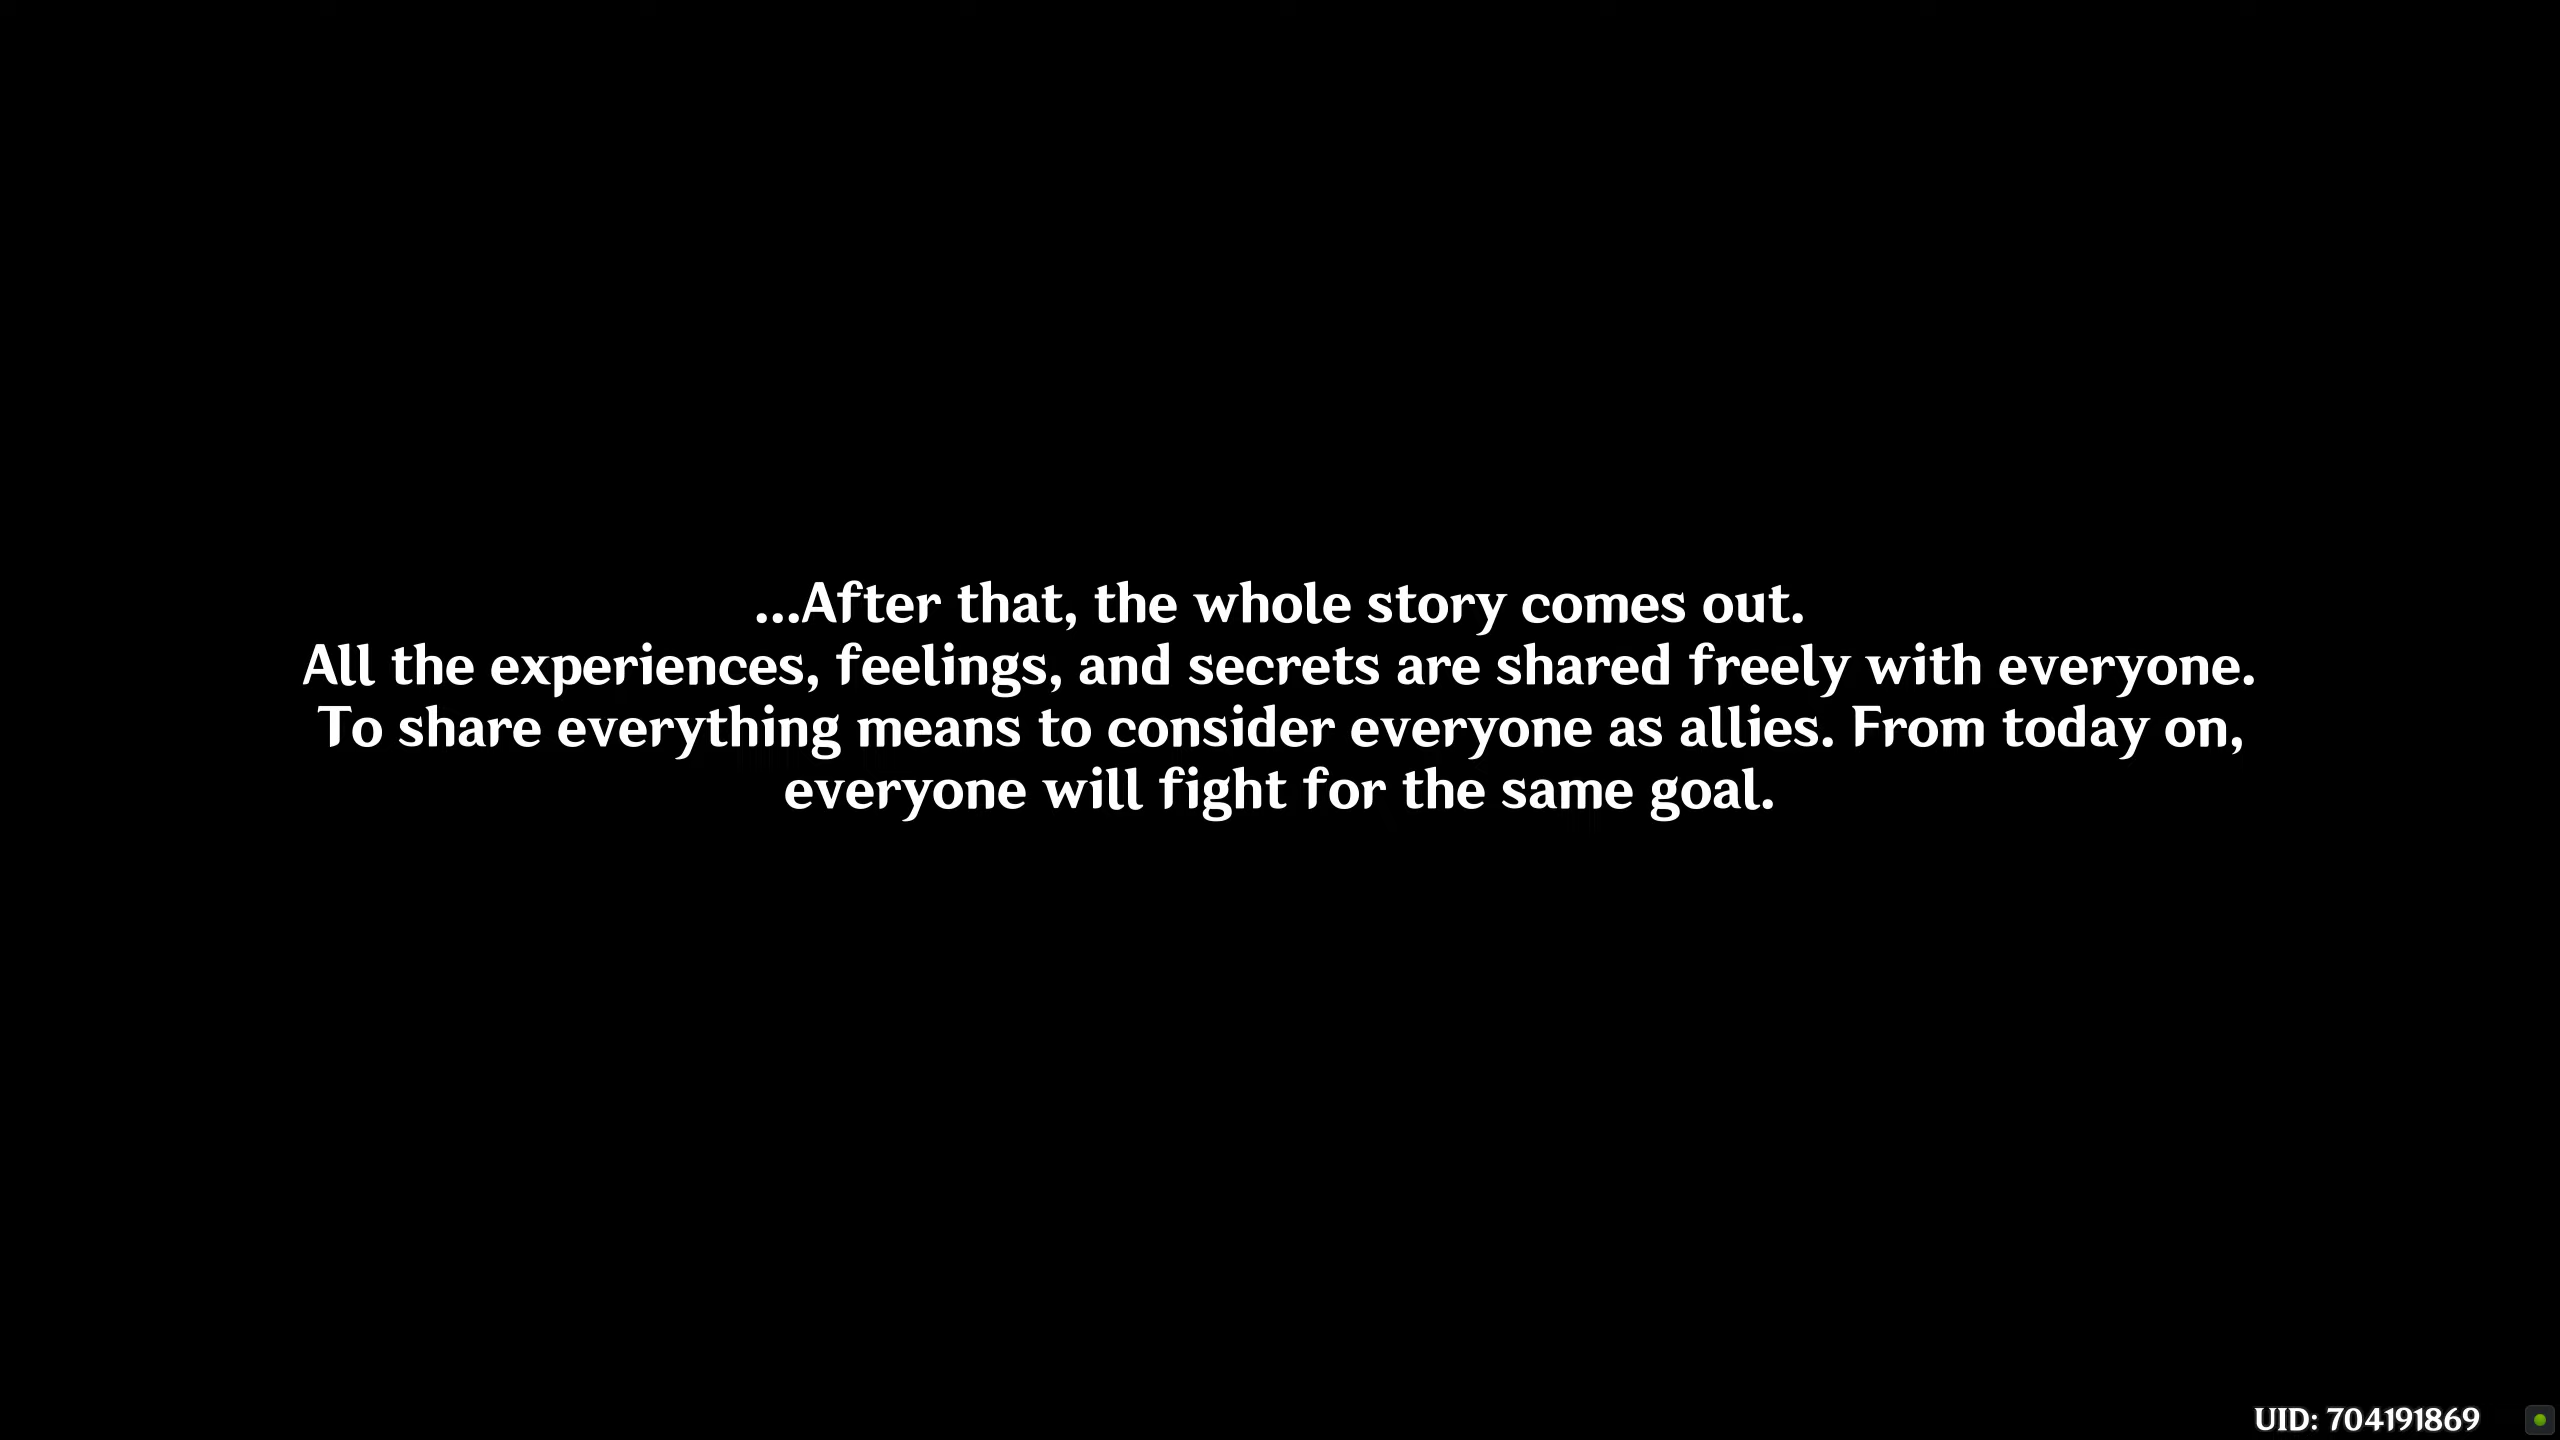 ...After that, the whole story comes out.
All the experiences, feelings, and secrets are shared freely with everyone.
To share everything means to consider everyone as allies. From today on,
everyone will fight for the same goal.
UID: 704191869